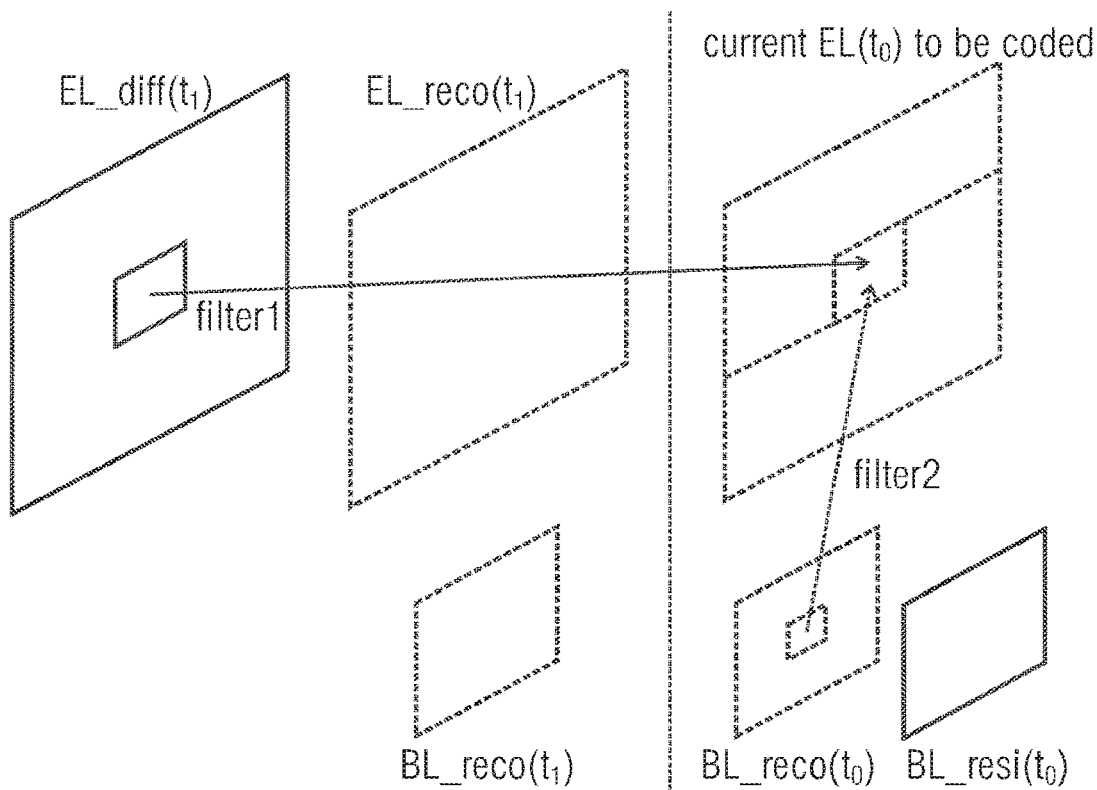 current EL(t₀) to be coded
EL_diff(t₁)
EL_reco(t₁)
filter1
filter2
BL_reco(t₁)
BL_reco(t₀)
BL_resi(t₀)